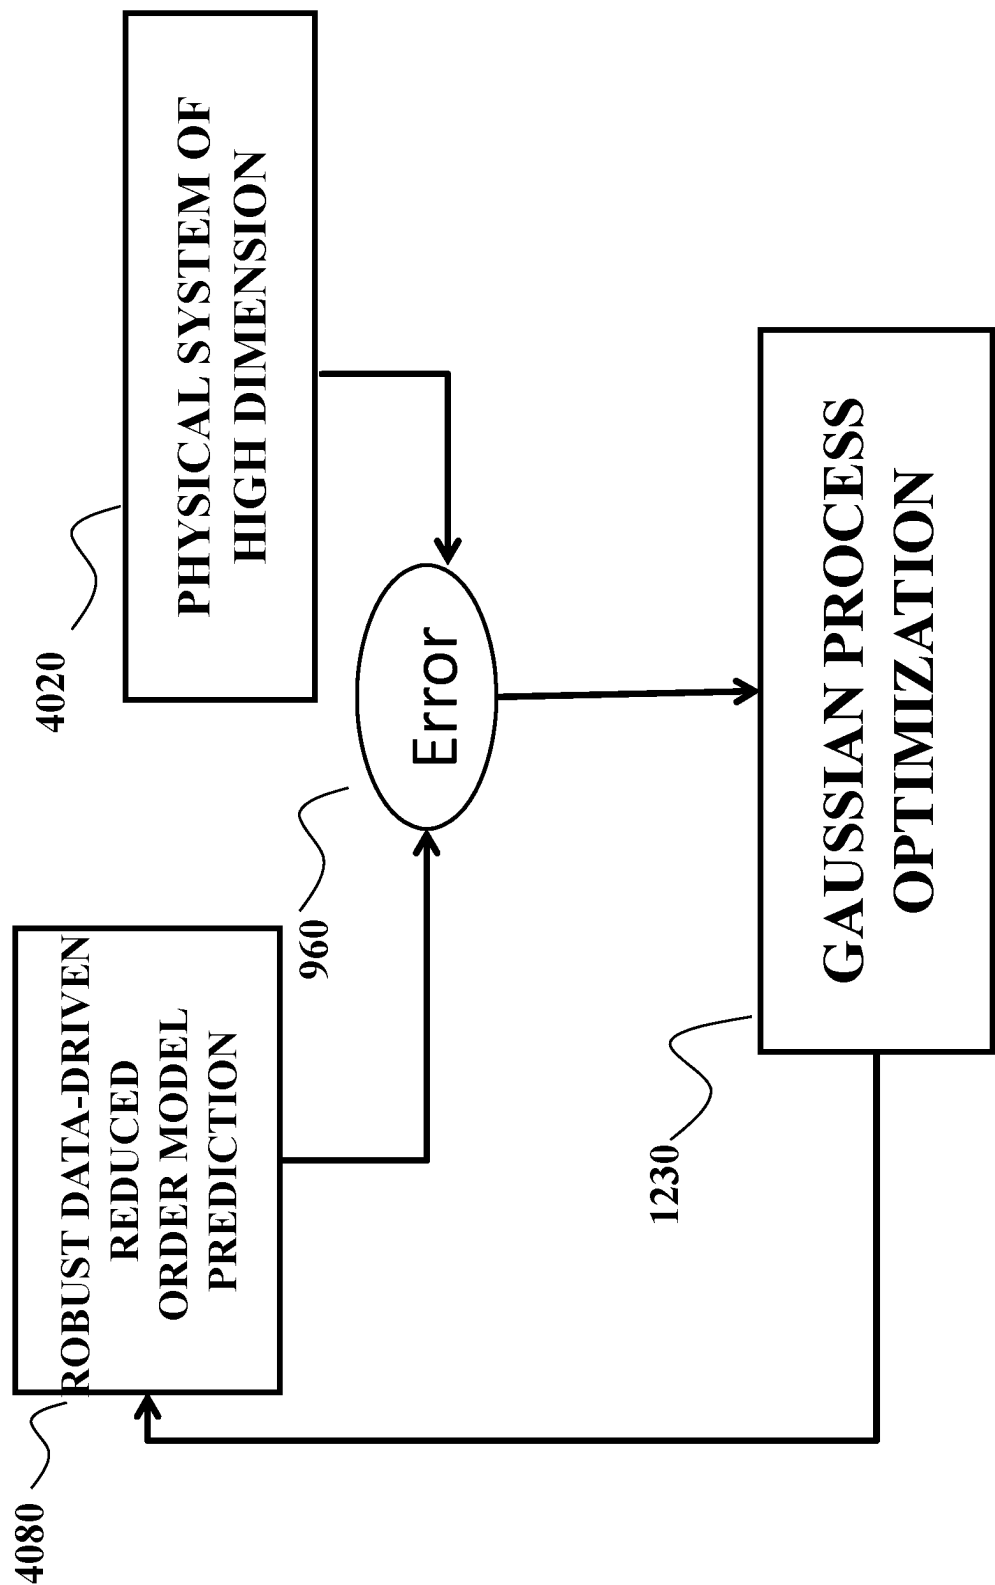 4080
ROBUST DATA-DRIVEN
REDUCED
ORDER MODEL
PREDICTION
4020
PHYSICAL SYSTEM OF
HIGH DIMENSION
960
Error
1230
GAUSSIAN PROCESS
OPTIMIZATION